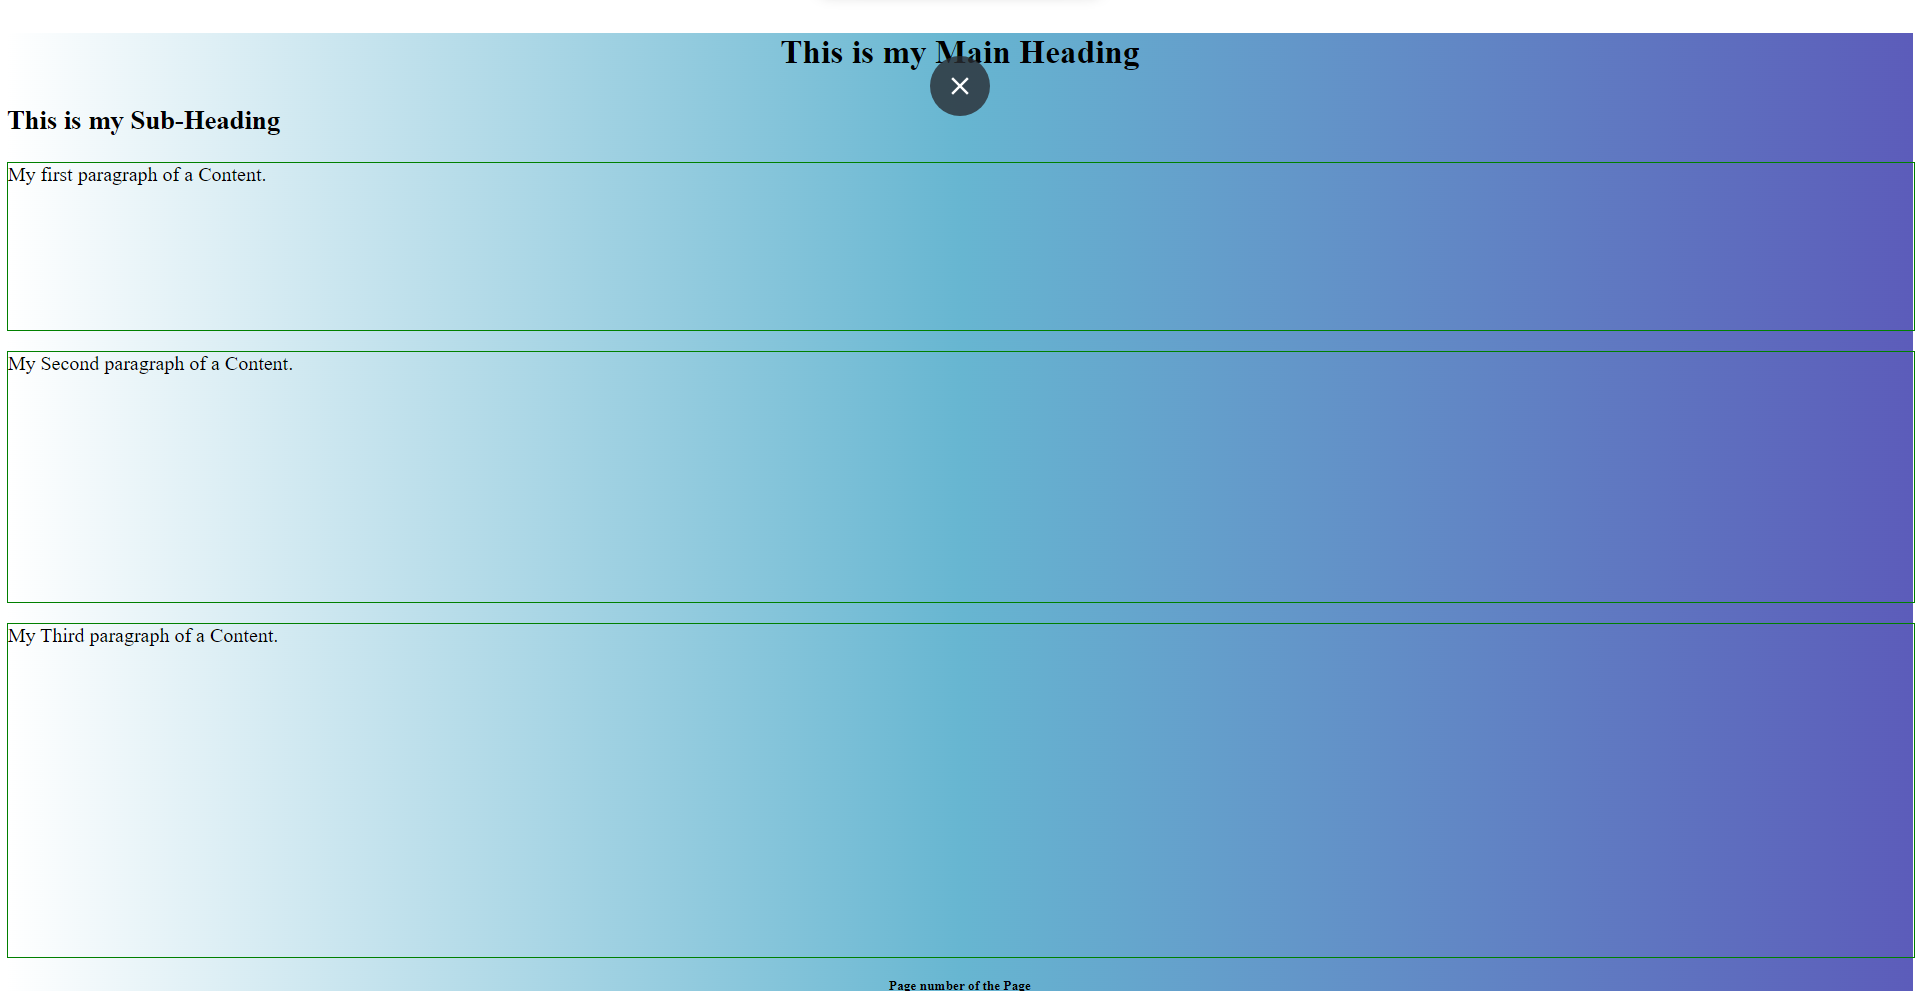 This is my Main Heading
This is my Sub-Heading
My first paragraph of a Content.
My Second paragraph of a Content.
My Third paragraph of a Content.
Page number of the Page